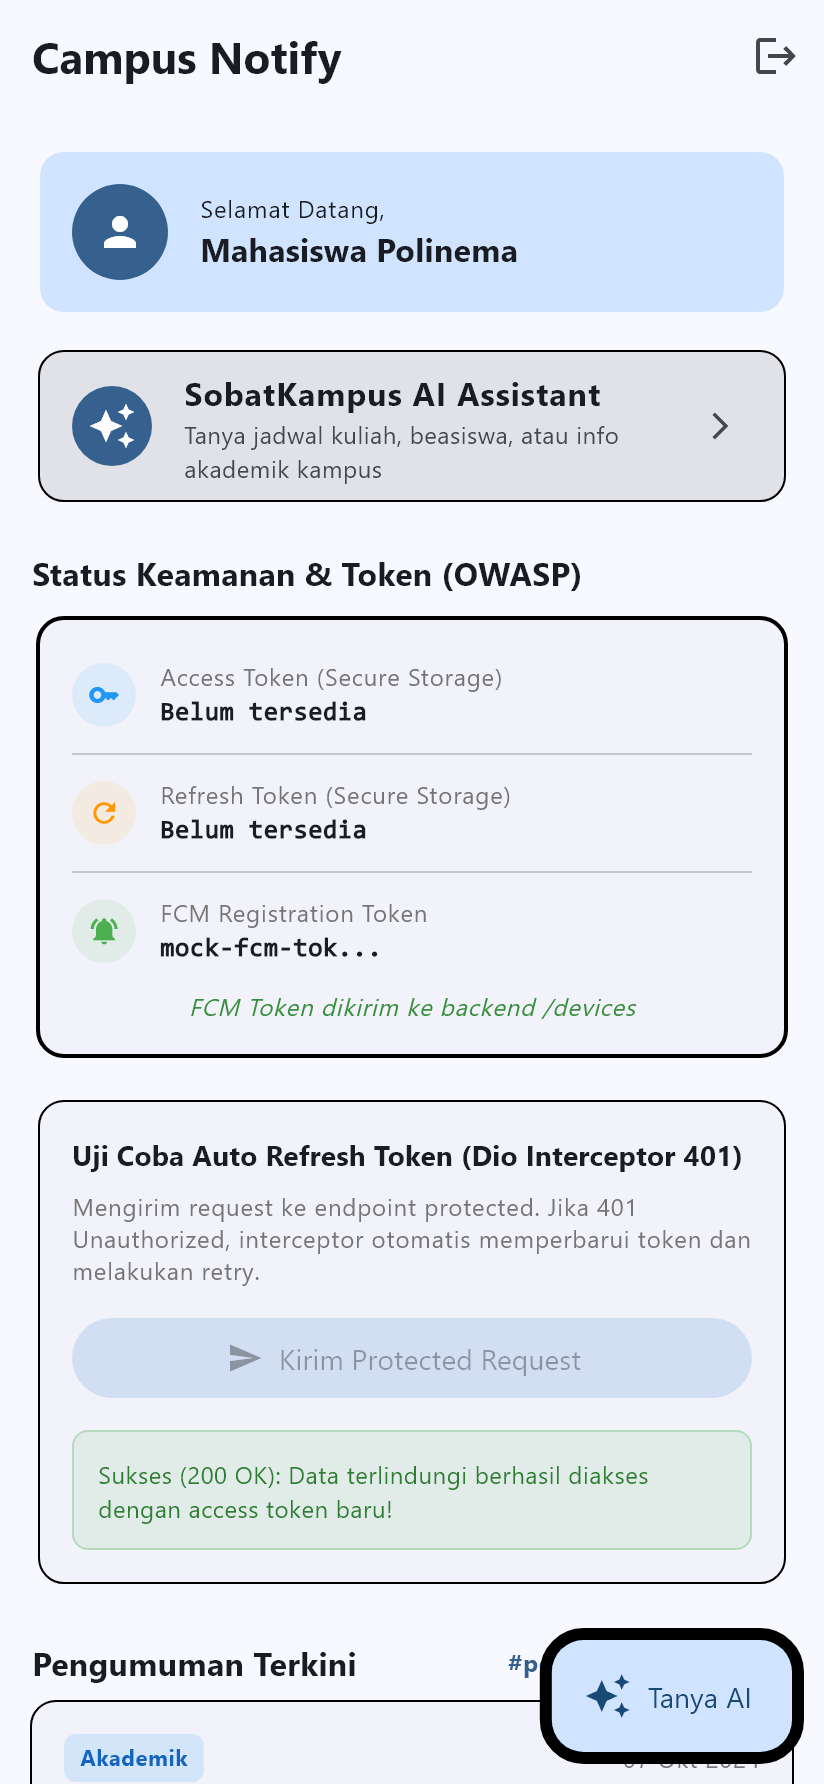 Campus Notify
Selamat Datang,
Mahasiswa Polinema
SobatKampus AI Assistant
Tanya jadwal kuliah, beasiswa, atau info
akademik kampus
Status Keamanan & Token (OWASP)
Access Token (Secure Storage)
Belum tersedia
Refresh Token (Secure Storage)
Belum tersedia
FCM Registration Token
mock-fcm-tok...
FCM Token dikirim ke backend /devices
Uji Coba Auto Refresh Token (Dio Interceptor 401)
Mengirim request ke endpoint protected. Jika 401
Unauthorized, interceptor otomatis memperbarui token dan
melakukan retry.
Kirim Protected Request
Sukses (200 OK): Data terlindungi berhasil diakses
dengan access token baru!
Pengumuman Terkini
Tanya AI
Akademik